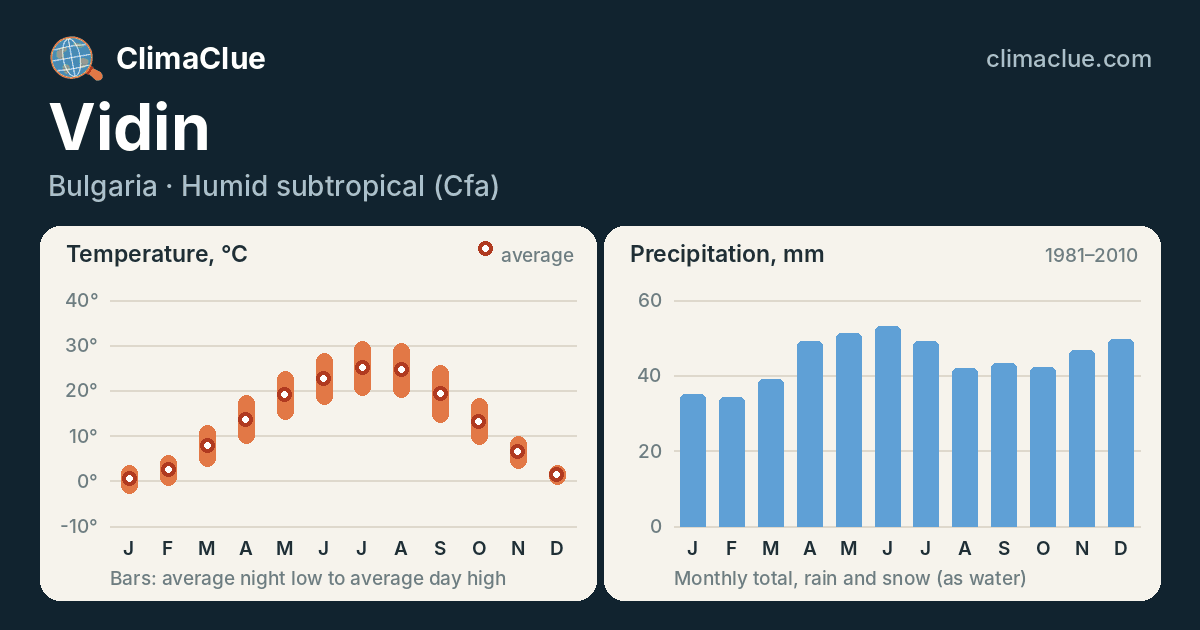 ClimaClue
climaclue.com
Vidin
Bulgaria · Humid subtropical (Cfa)
Temperature, °C
average
40°
30°
20°
10°
0°
-10°
J F M A M J J A S O N D
Bars: average night low to average day high
Precipitation, mm
1981–2010
60
40
20
0
J F M A M J J A S O N D
Monthly total, rain and snow (as water)